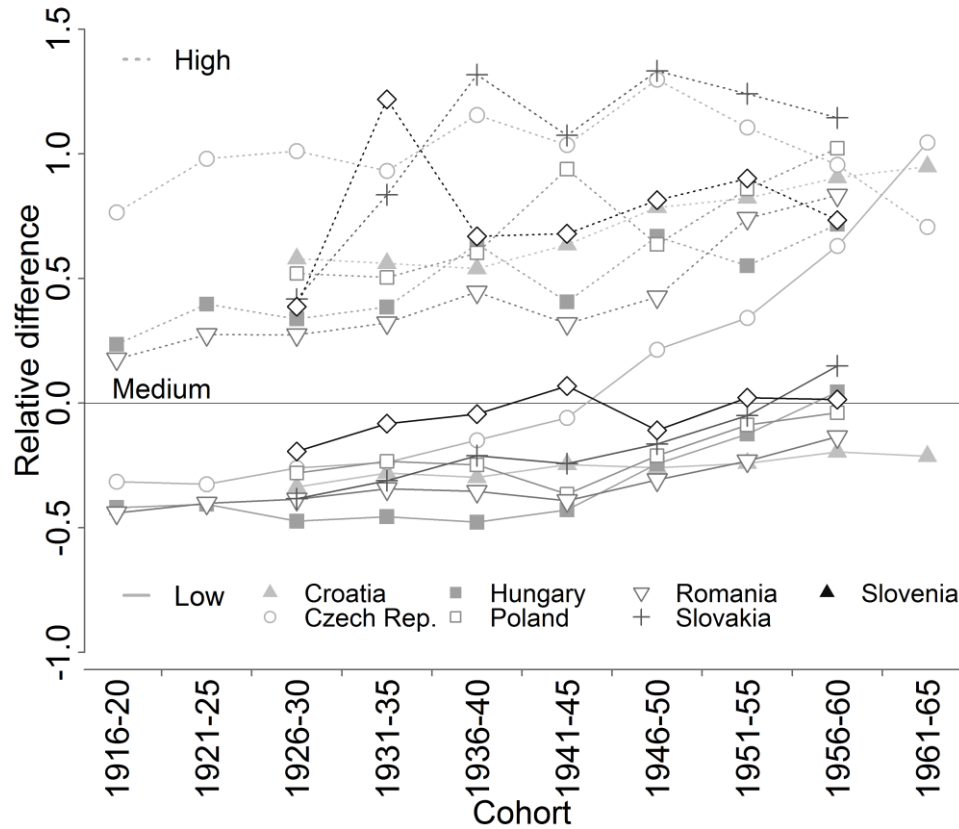 1.5
High
1.0
0.5
Medium
0.0
-0.5
Low
Croatia
Hungary
Romania
Slovenia
Czech Rep.
Poland
Slovakia
-1.0
Relative difference
1916-20
1921-25
1926-30
1931-35
1936-40
1941-45
1946-50
1951-55
1956-60
1961-65
Cohort